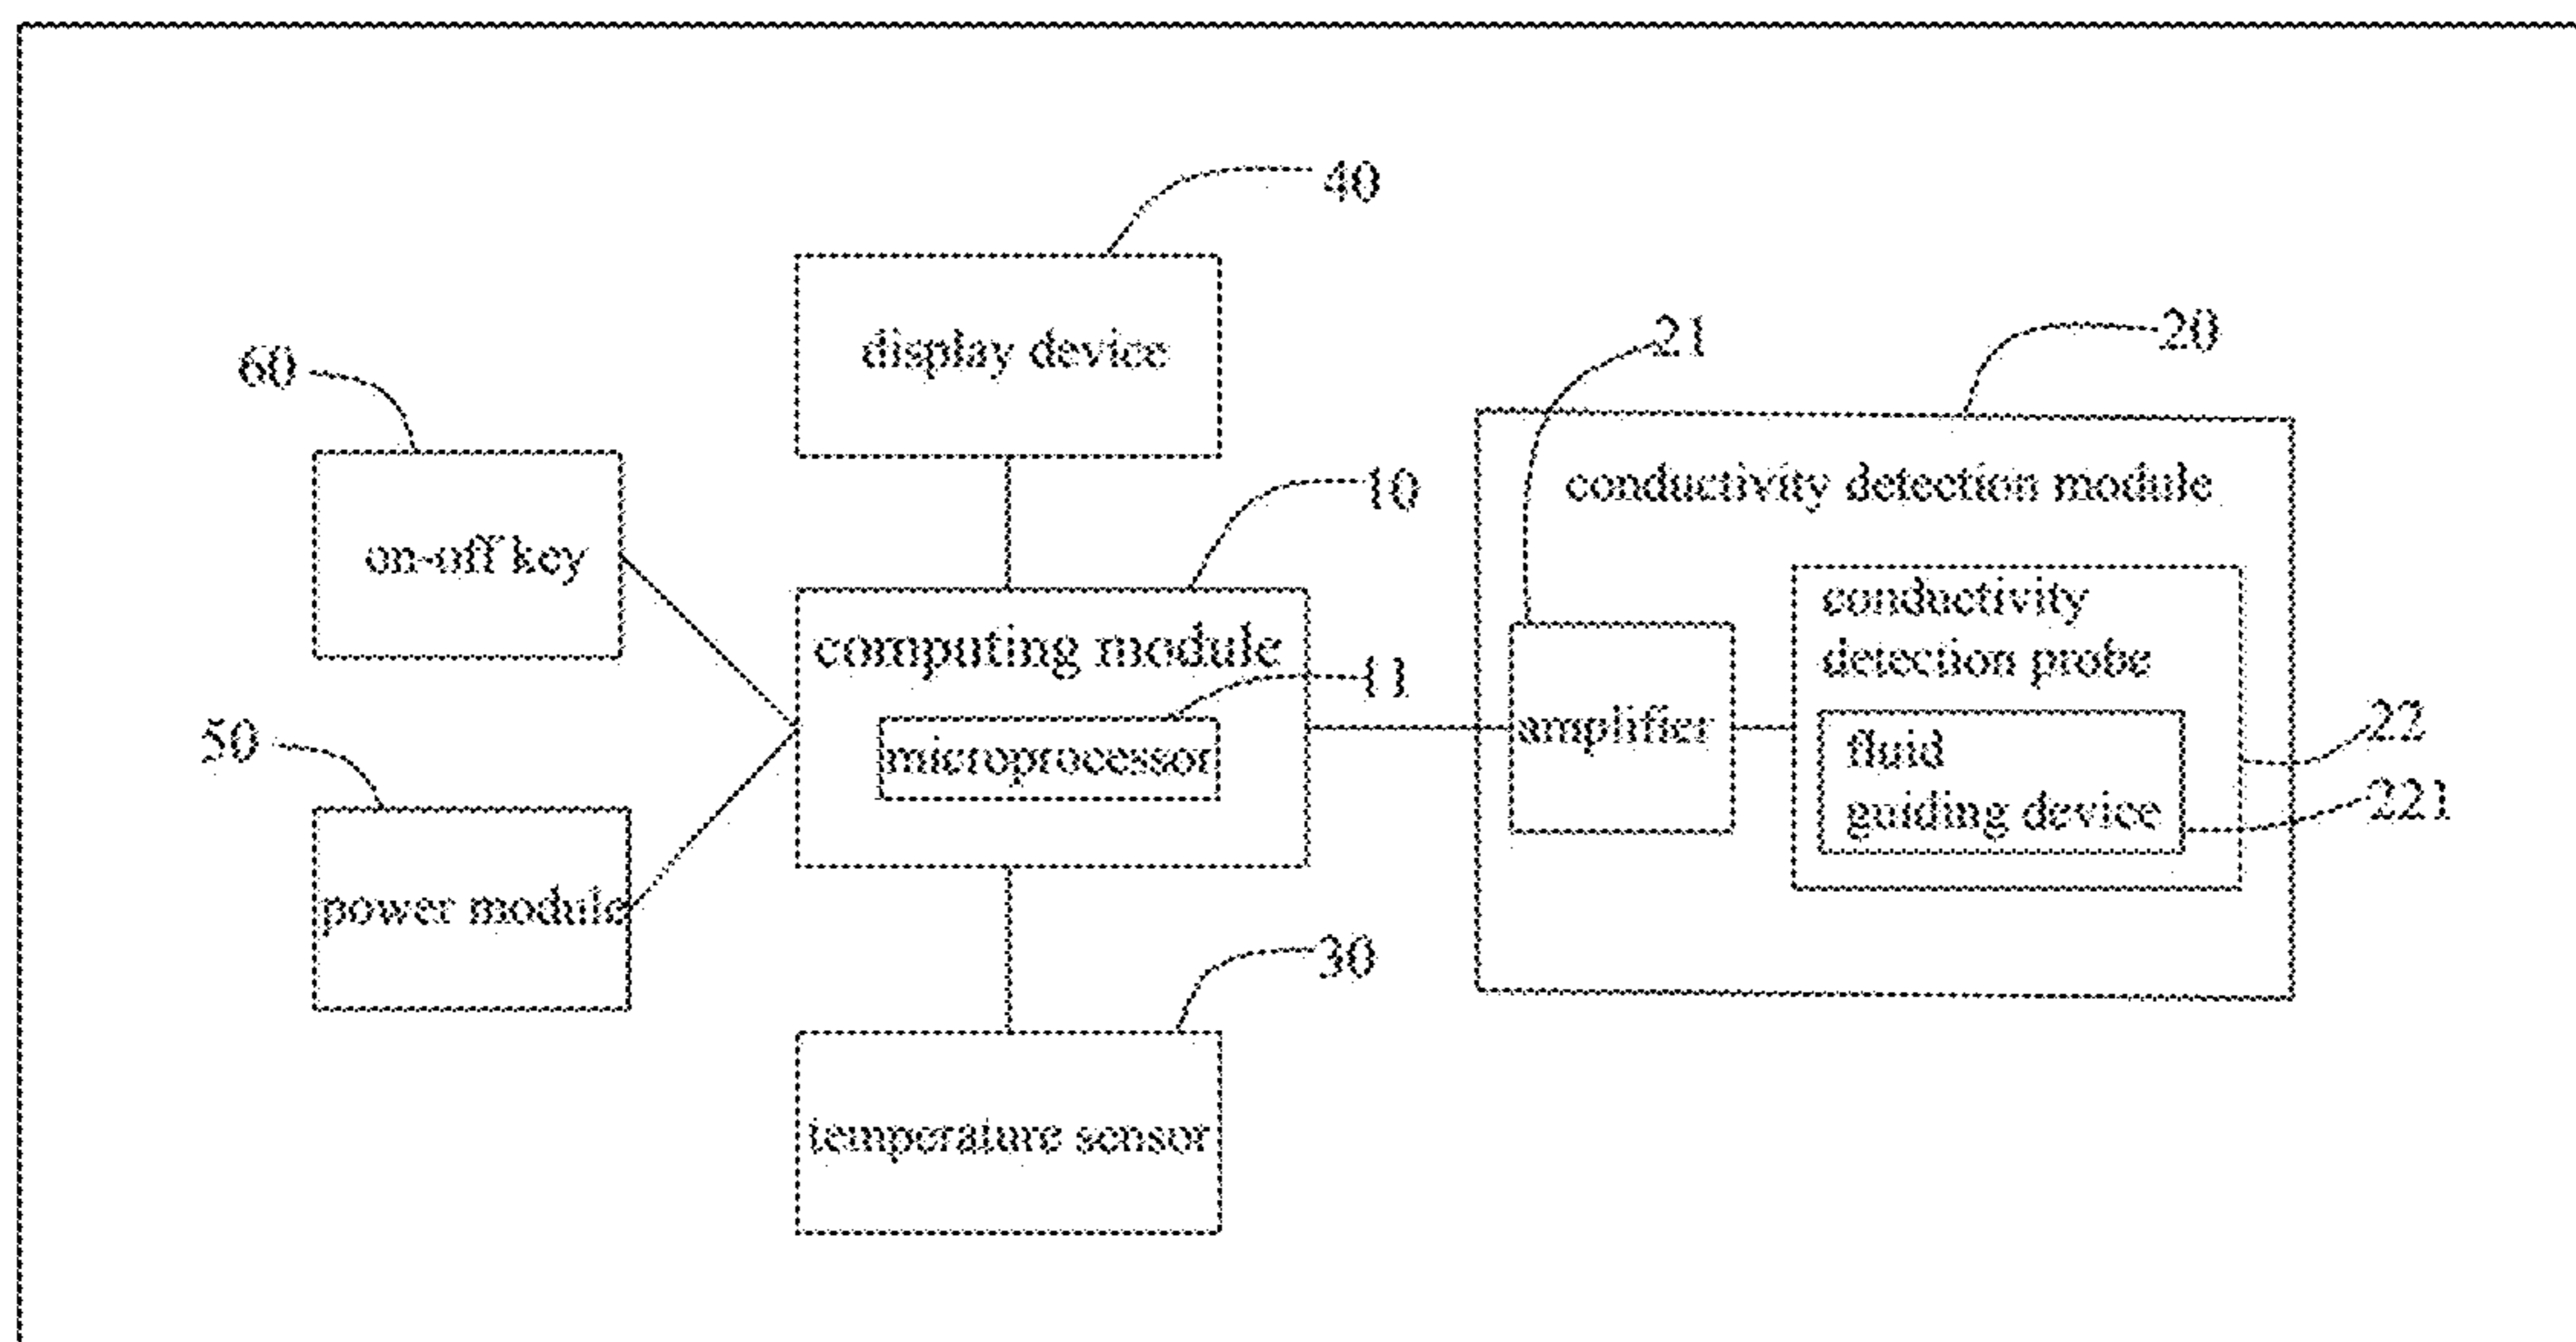 40
display device
21
20
60
on-off key
10
conductivity detection module
computing module
11
microprocessor
amplifier
conductivity
detection probe
fluid
guiding device
22
221
50
power module
30
temperature sensor